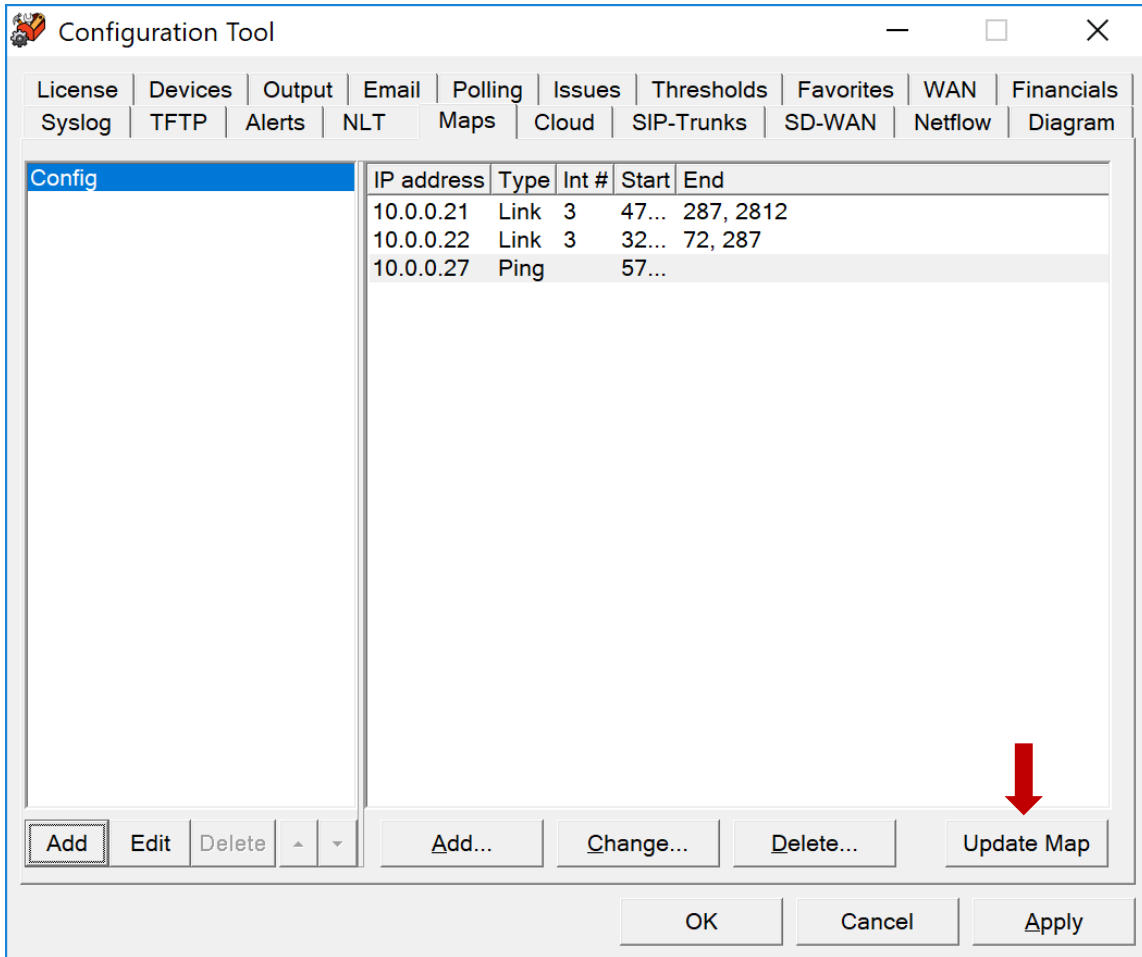 Configuration Tool
License Devices Output Email Polling Issues Thresholds Favorites WAN Financials
Syslog TFTP Alerts NLT Maps Cloud SIP-Trunks SD-WAN Netflow Diagram
Config
IP address Type Int # Start End
10.0.0.21 Link 3 47... 287, 2812
10.0.0.22 Link 3 32... 72, 287
10.0.0.27 Ping 57...
Add Edit Delete Add... Change... Delete... Update Map
OK Cancel Apply